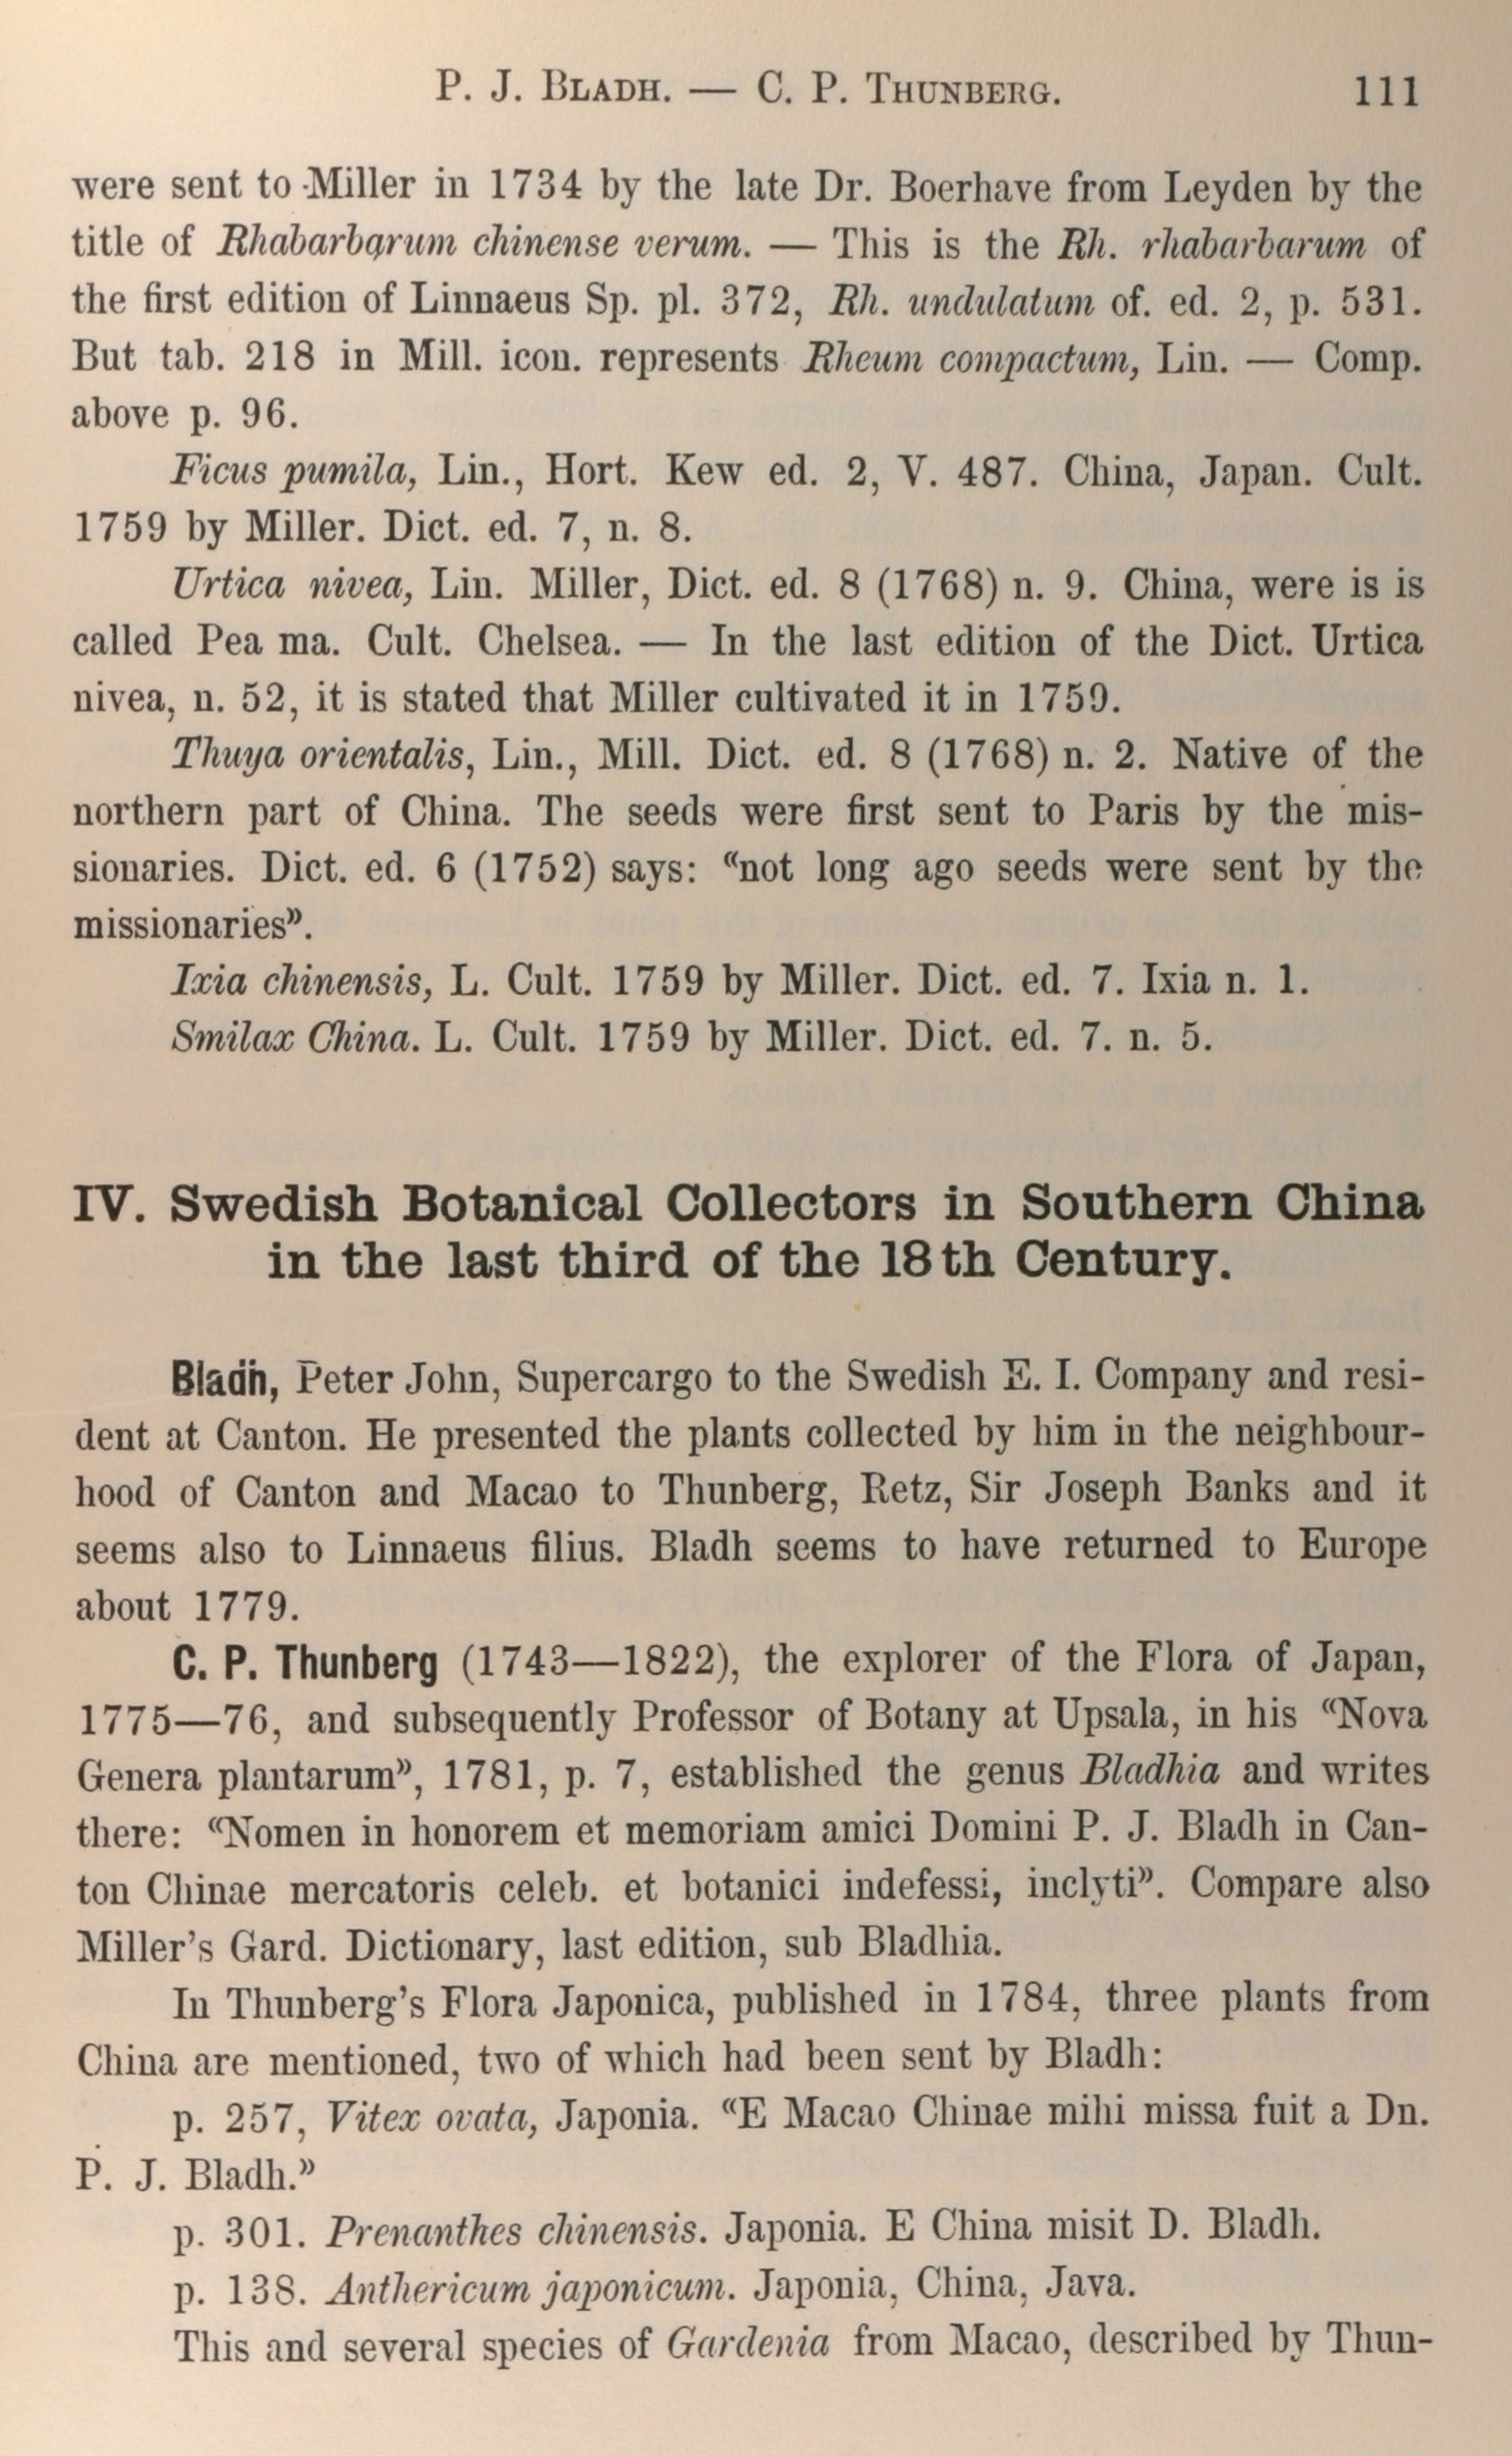 P. J. Bladh. — C. P. Thunberg. 111
were sent to Miller in 1734 by the late Dr. Boerhave from Leyden by the
title of Rhabarbarum chinense verum. — This is the Rh. rhabarbarum of
the first edition of Linnaeus Sp. pl. 372, Rh. undulatum of. ed. 2, p. 531.
But tab. 218 in Mill. icon. represents Rheum compactum, Lin. — Comp.
above p. 96.
Ficus pumila, Lin., Hort. Kew ed. 2, V. 487. China, Japan. Cult.
1759 by Miller. Dict. ed. 7, n. 8.
Urtica nivea, Lin. Miller, Dict. ed. 8 (1768) n. 9. China, were is is
called Pea ma. Cult. Chelsea. — In the last edition of the Dict. Urtica
nivea, n. 52, it is stated that Miller cultivated it in 1759.
Thuya orientalis, Lin., Mill. Dict. ed. 8 (1768) n. 2. Native of the
northern part of China. The seeds were first sent to Paris by the mis-
sionaries. Dict. ed. 6 (1752) says: «not long ago seeds were sent by the
missionaries».
Ixia chinensis, L. Cult. 1759 by Miller. Dict. ed. 7. Ixia n. 1.
Smilax China. L. Cult. 1759 by Miller. Dict. ed. 7. n. 5.
IV. Swedish Botanical Collectors in Southern China
in the last third of the 18th Century.
Bladh, Peter John, Supercargo to the Swedish E. I. Company and resi-
dent at Canton. He presented the plants collected by him in the neighbour-
hood of Canton and Macao to Thunberg, Retz, Sir Joseph Banks and it
seems also to Linnaeus filius. Bladh seems to have returned to Europe
about 1779.
C. P. Thunberg (1743—1822), the explorer of the Flora of Japan,
1775—76, and subsequently Professor of Botany at Upsala, in his «Nova
Genera plantarum», 1781, p. 7, established the genus Bladhia and writes
there: «Nomen in honorem et memoriam amici Domini P. J. Bladh in Can-
ton Chinae mercatoris celeb. et botanici indefessi, inclyti». Compare also
Miller's Gard. Dictionary, last edition, sub Bladhia.
In Thunberg's Flora Japonica, published in 1784, three plants from
China are mentioned, two of which had been sent by Bladh:
p. 257, Vitex ovata, Japonia. «E Macao Chinae mihi missa fuit a Dn.
P. J. Bladh.»
p. 301. Prenanthes chinensis. Japonia. E China misit D. Bladh.
p. 138. Anthericum japonicum. Japonia, China, Java.
This and several species of Gardenia from Macao, described by Thun-